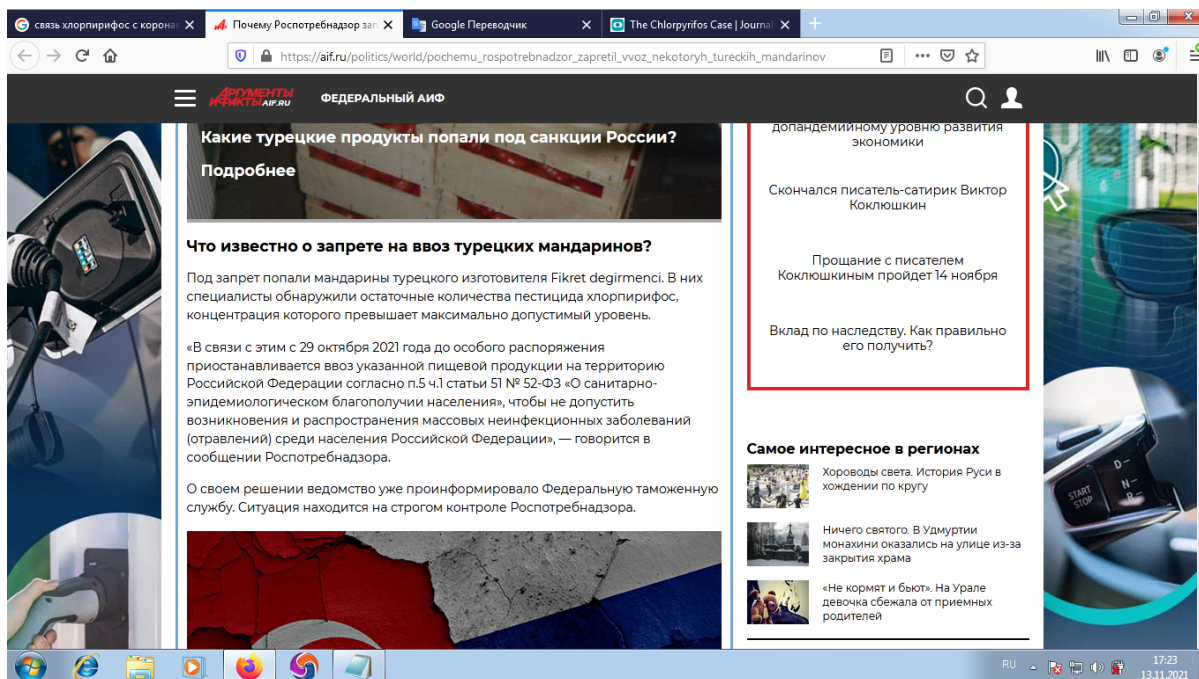 связь хлорпирифос с корона
Почему Роспотребнадзор зап
Google Переводчик
The Chlorpyrifos Case | Journal
https://aif.ru/politics/world/pochemu_rospotrebnadzor_zapretil_vvoz_nekotoryh_tureckih_mandarinov
АРГУМЕНТЫ
И ФАКТЫ AIF.RU
ФЕДЕРАЛЬНЫЙ АИФ
Какие турецкие продукты попали под санкции России?
Подробнее
Что известно о запрете на ввоз турецких мандаринов?
Под запрет попали мандарины турецкого изготовителя Fikret degirmenci. В них
специалисты обнаружили остаточные количества пестицида хлорпирифос,
концентрация которого превышает максимально допустимый уровень.
«В связи с этим с 29 октября 2021 года до особого распоряжения
приостанавливается ввоз указанной пищевой продукции на территорию
Российской Федерации согласно п.5 ч.1 статьи 51 № 52-ФЗ «О санитарно-
эпидемиологическом благополучии населения», чтобы не допустить
возникновения и распространения массовых неинфекционных заболеваний
(отравлений) среди населения Российской Федерации», — говорится в
сообщении Роспотребнадзора.
О своем решении ведомство уже проинформировало Федеральную таможенную
службу. Ситуация находится на строгом контроле Роспотребнадзора.
допандемийному уровню развития
экономики
Скончался писатель-сатирик Виктор
Коклюшкин
Прощание с писателем
Коклюшкиным пройдет 14 ноября
Вклад по наследству. Как правильно
его получить?
Самое интересное в регионах
Хороводы света. История Руси в
хождении по кругу
Ничего святого. В Удмуртии
монахини оказались на улице из-за
закрытия храма
«Не кормят и бьют». На Урале
девочка сбежала от приемных
родителей
D–
N–
R–
START
STOP
RU
17:23
13.11.2021